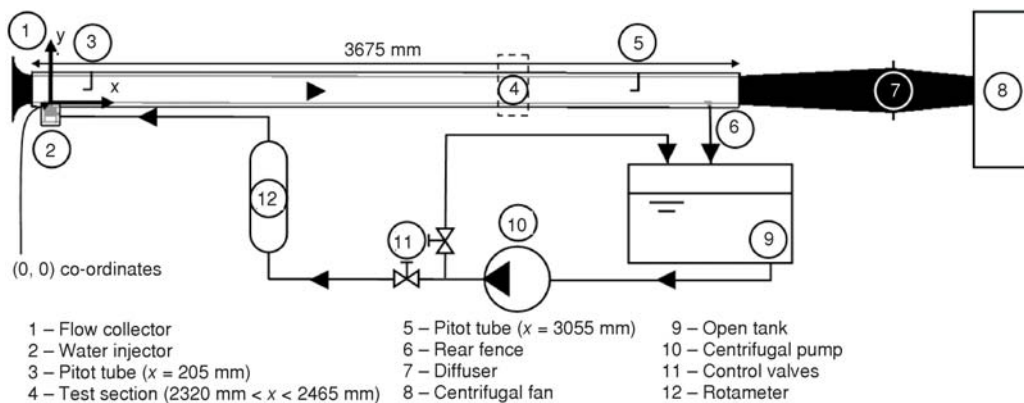 1
y
3
3675 mm
5
x
4
7
8
2
6
12
10
11
9
(0, 0) co-ordinates
1 – Flow collector
2 – Water injector
3 – Pitot tube (x = 205 mm)
4 – Test section (2320 mm < x < 2465 mm)
5 – Pitot tube (x = 3055 mm)
6 – Rear fence
7 – Diffuser
8 – Centrifugal fan
9 – Open tank
10 – Centrifugal pump
11 – Control valves
12 – Rotameter